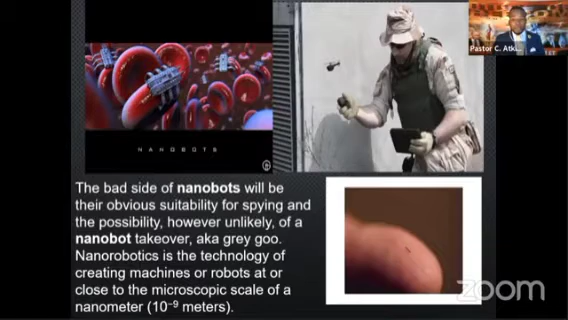 Pastor C. Atki...
NANOBOTS
The bad side of nanobots will be
their obvious suitability for spying and
the possibility, however unlikely, of a
nanobot takeover, aka grey goo.
Nanorobotics is the technology of
creating machines or robots at or
close to the microscopic scale of a
nanometer (10⁻⁹ meters).
zoom